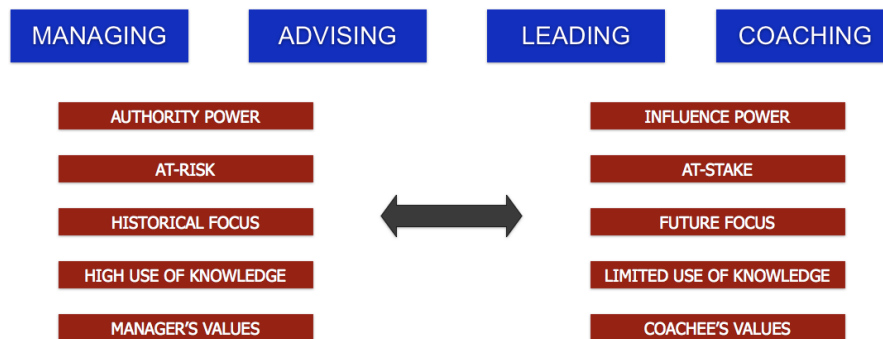 MANAGING
ADVISING
LEADING
COACHING
AUTHORITY POWER
INFLUENCE POWER
AT-RISK
AT-STAKE
HISTORICAL FOCUS
FUTURE FOCUS
HIGH USE OF KNOWLEDGE
LIMITED USE OF KNOWLEDGE
MANAGER'S VALUES
COACHEE'S VALUES